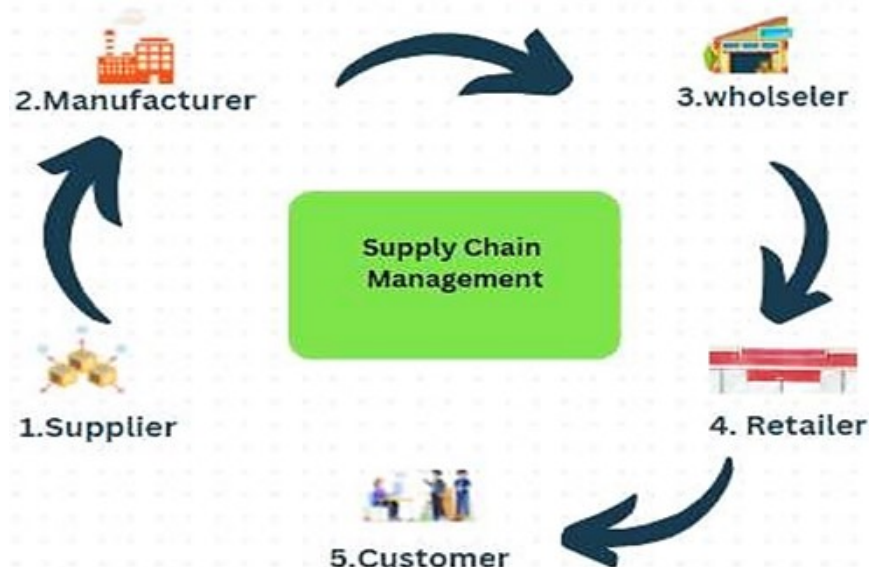 2.Manufacturer
3.wholseler
Supply Chain
Management
1.Supplier
4. Retailer
5.Customer